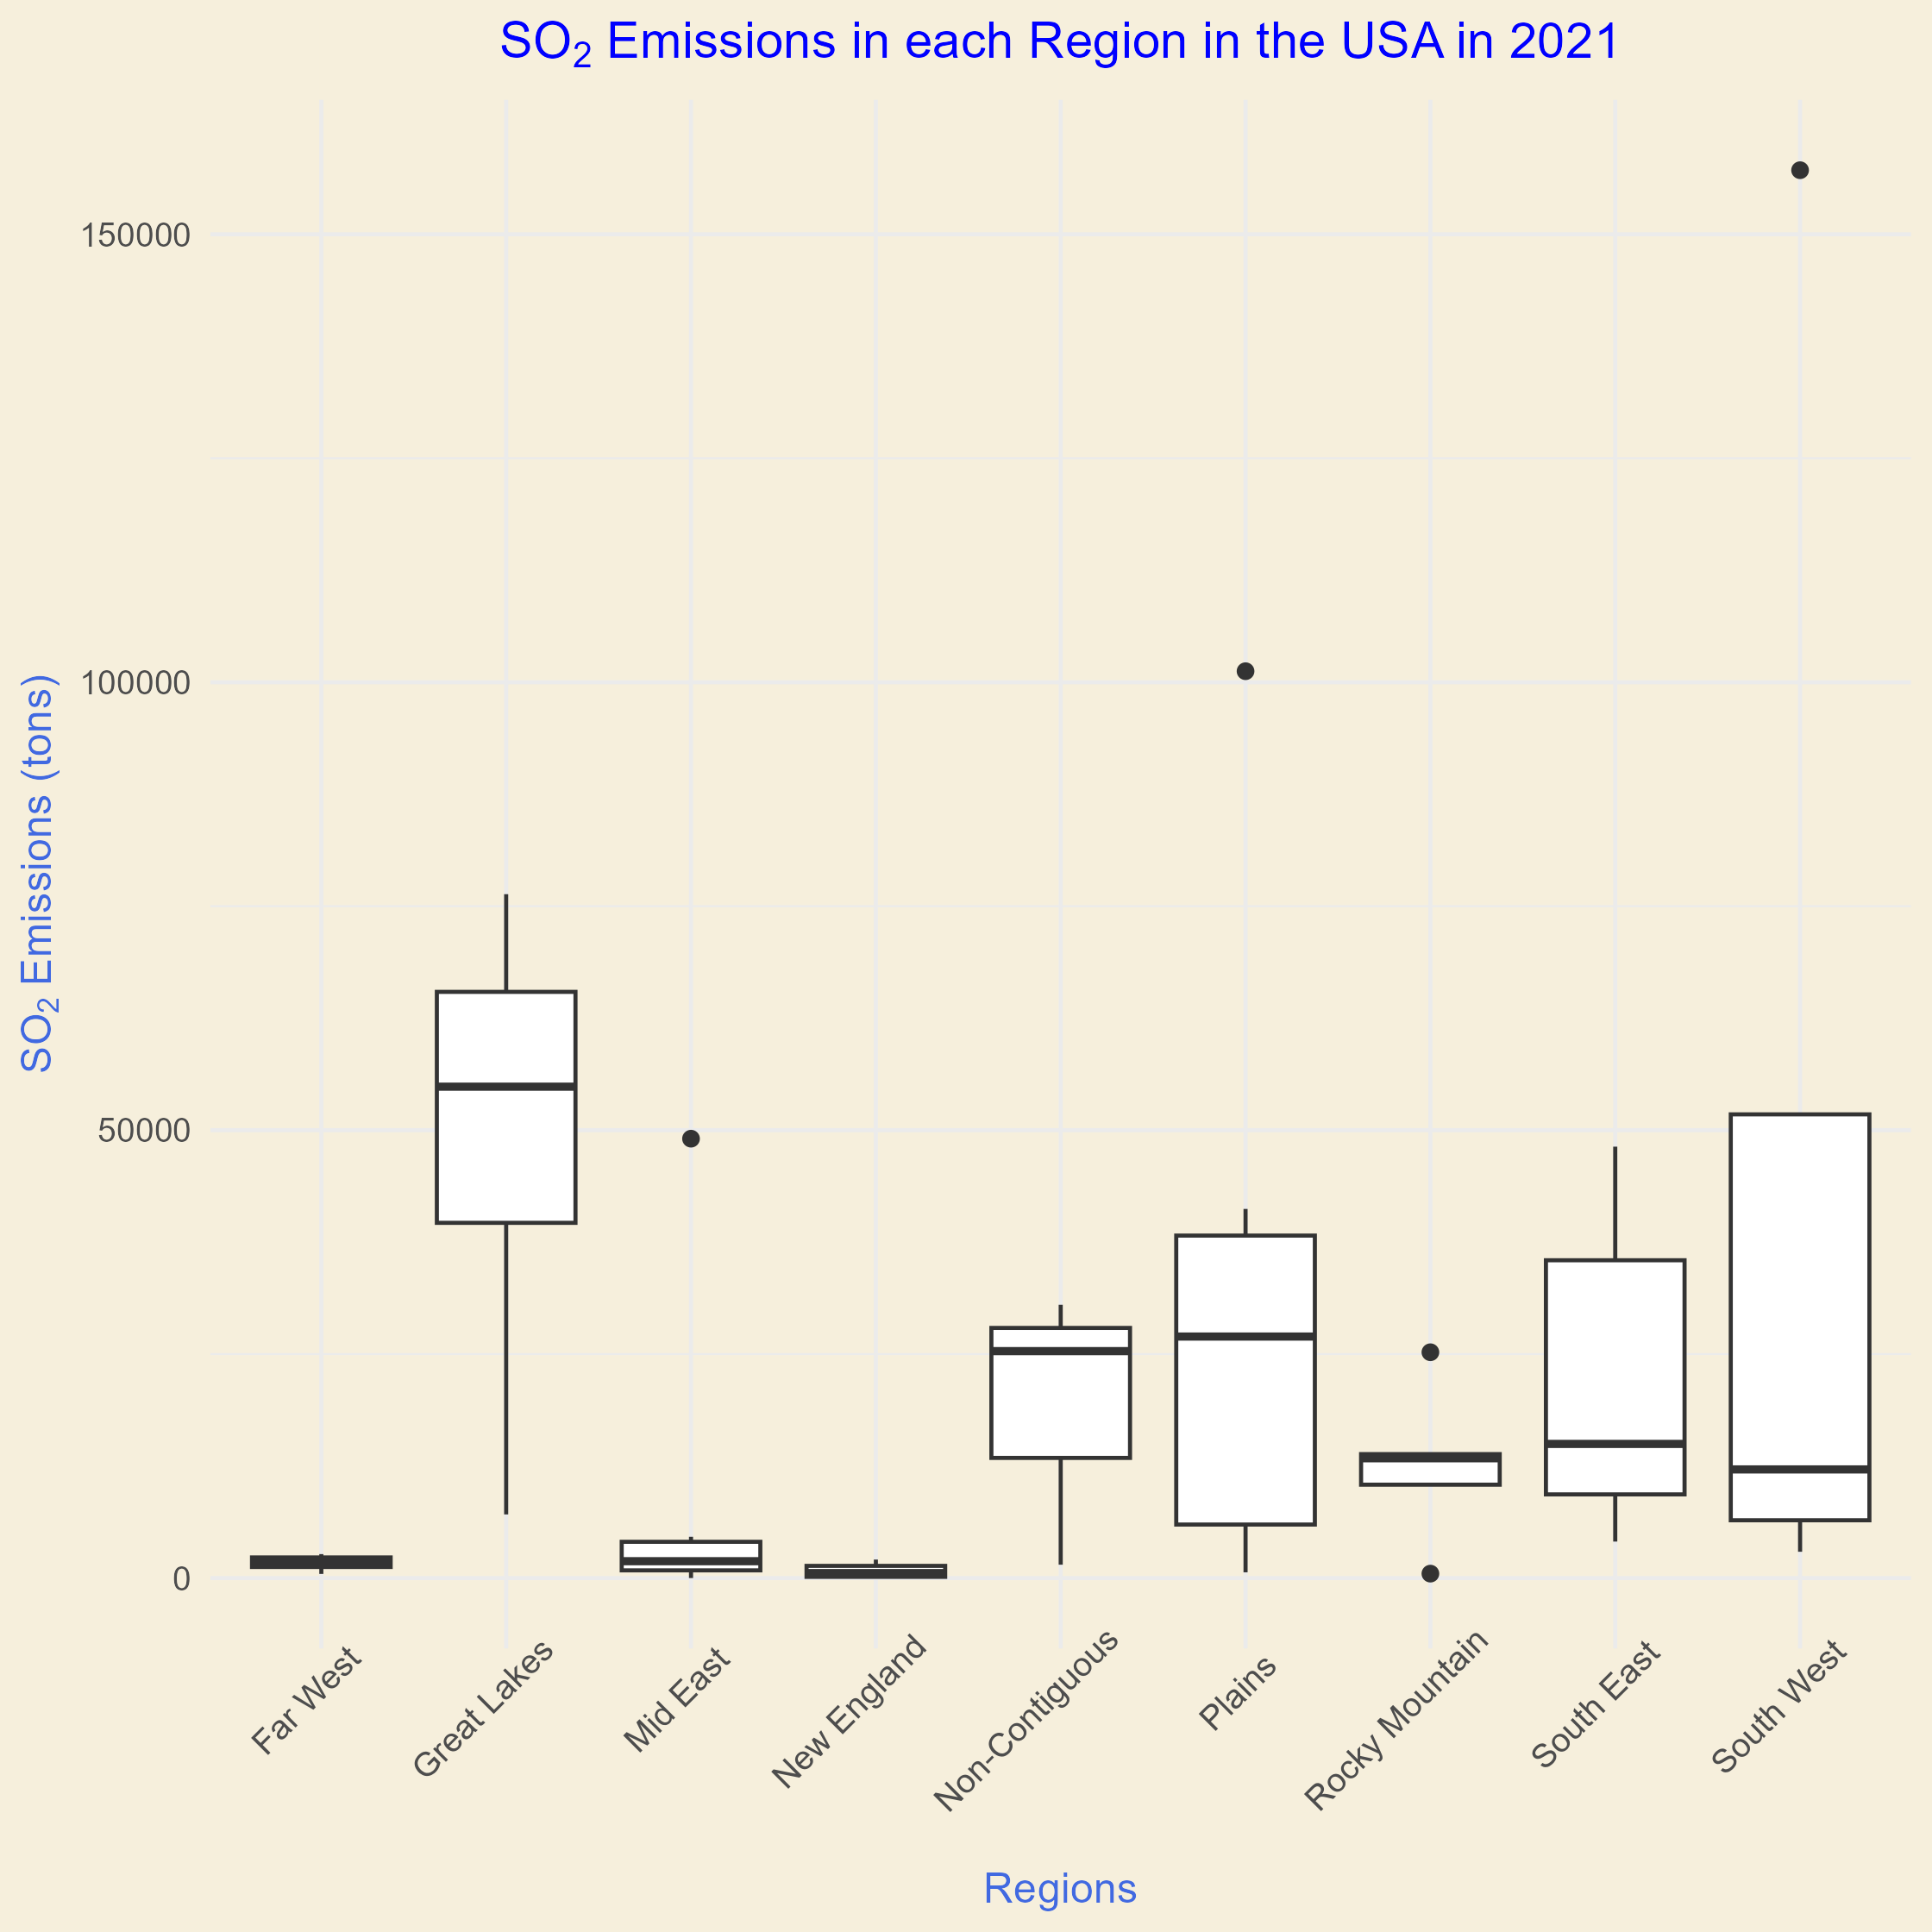 SO₂ Emissions in each Region in the USA in 2021
SO₂ Emissions (tons)
150000
100000
50000
0
Far West
Great Lakes
Mid East
New England
Non-Contiguous
Plains
Rocky Mountain
South East
South West
Regions